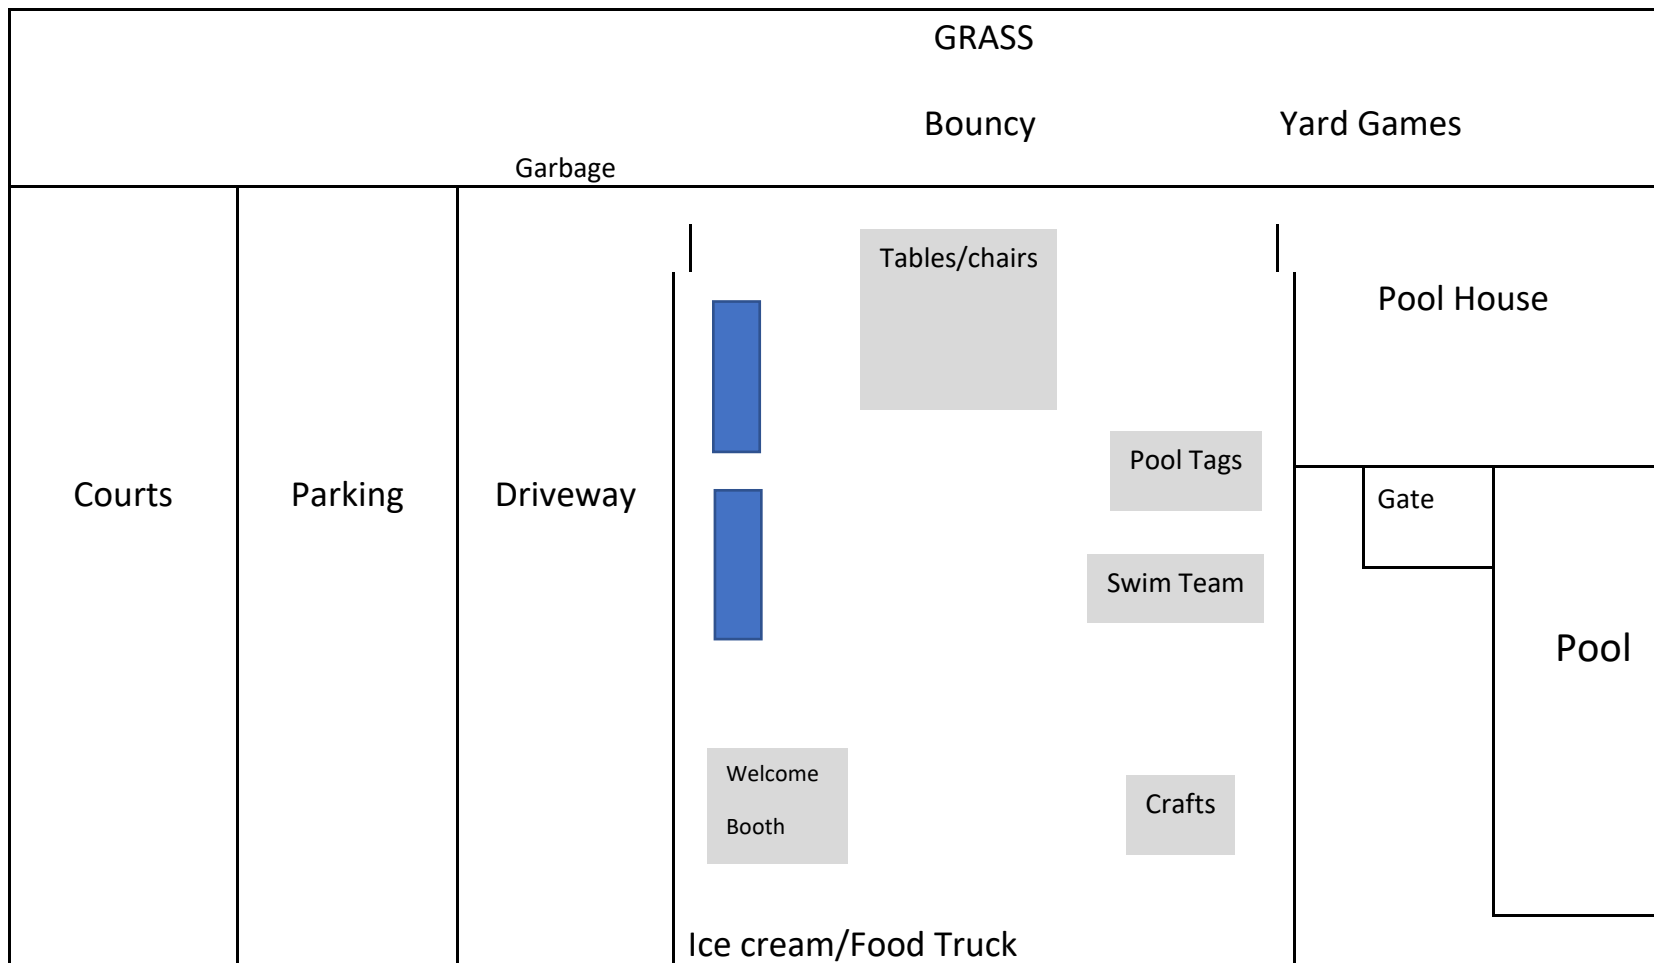 GRASS
Bouncy
Yard Games
Garbage
Tables/chairs
Pool House
Pool Tags
Courts
Parking
Driveway
Gate
Swim Team
Pool
Welcome
Booth
Crafts
Ice cream/Food Truck